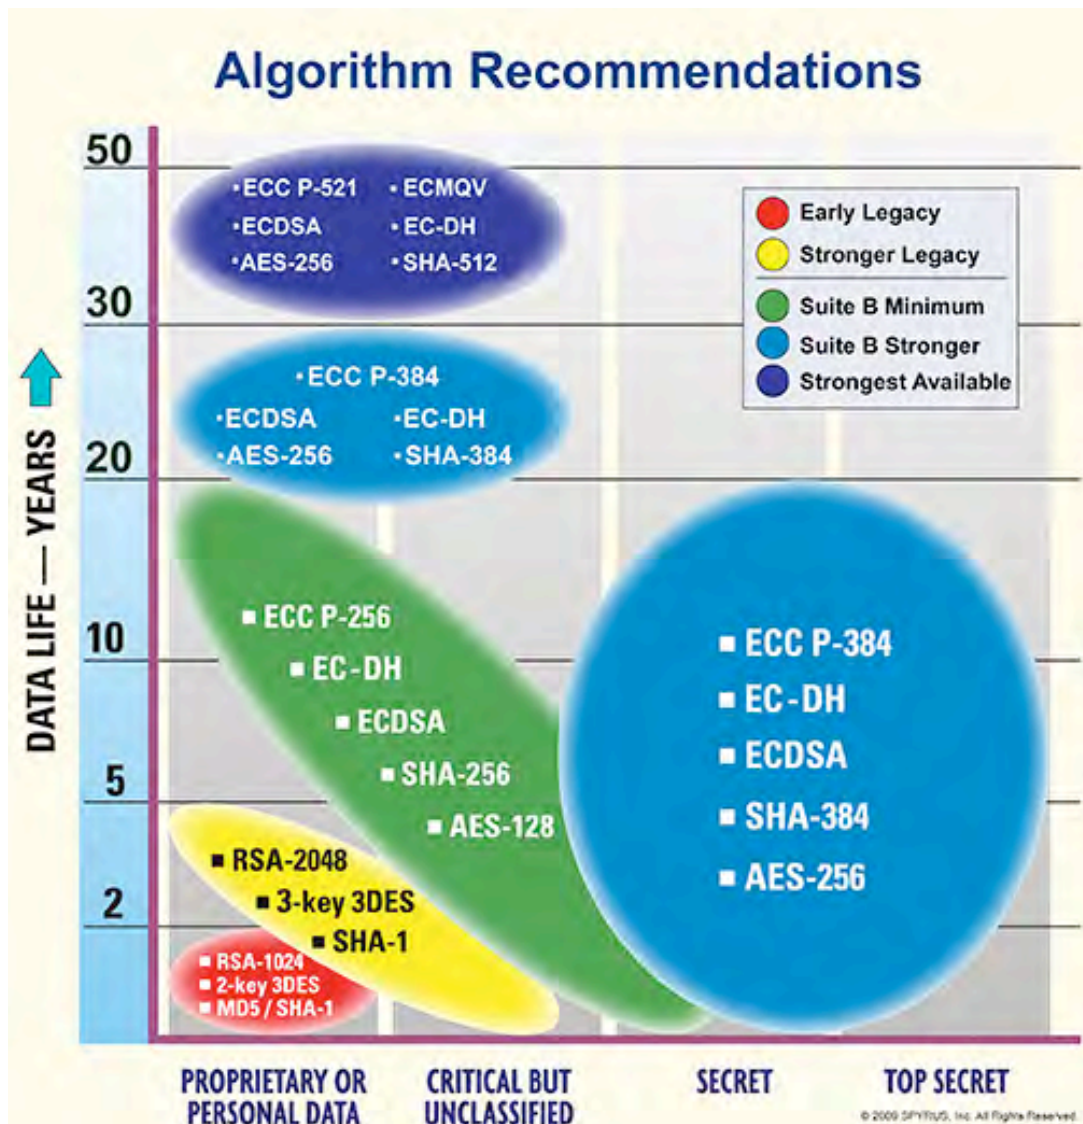 Algorithm Recommendations
50
30
20
10
5
2
DATA LIFE — YEARS
·ECC P-521 ·ECMQV
·ECDSA ·EC-DH
·AES-256 ·SHA-512
Early Legacy
Stronger Legacy
Suite B Minimum
Suite B Stronger
Strongest Available
·ECC P-384
·ECDSA ·EC-DH
·AES-256 ·SHA-384
■ ECC P-256
■ EC-DH
■ ECDSA
■ SHA-256
■ AES-128
■ ECC P-384
■ EC-DH
■ ECDSA
■ SHA-384
■ AES-256
■ RSA-2048
■ 3-key 3DES
■ SHA-1
■ RSA-1024
■ 2-key 3DES
■ MD5 / SHA-1
PROPRIETARY OR
PERSONAL DATA
CRITICAL BUT
UNCLASSIFIED
SECRET
TOP SECRET
© 2009 SPYRUS, Inc. All Rights Reserved.